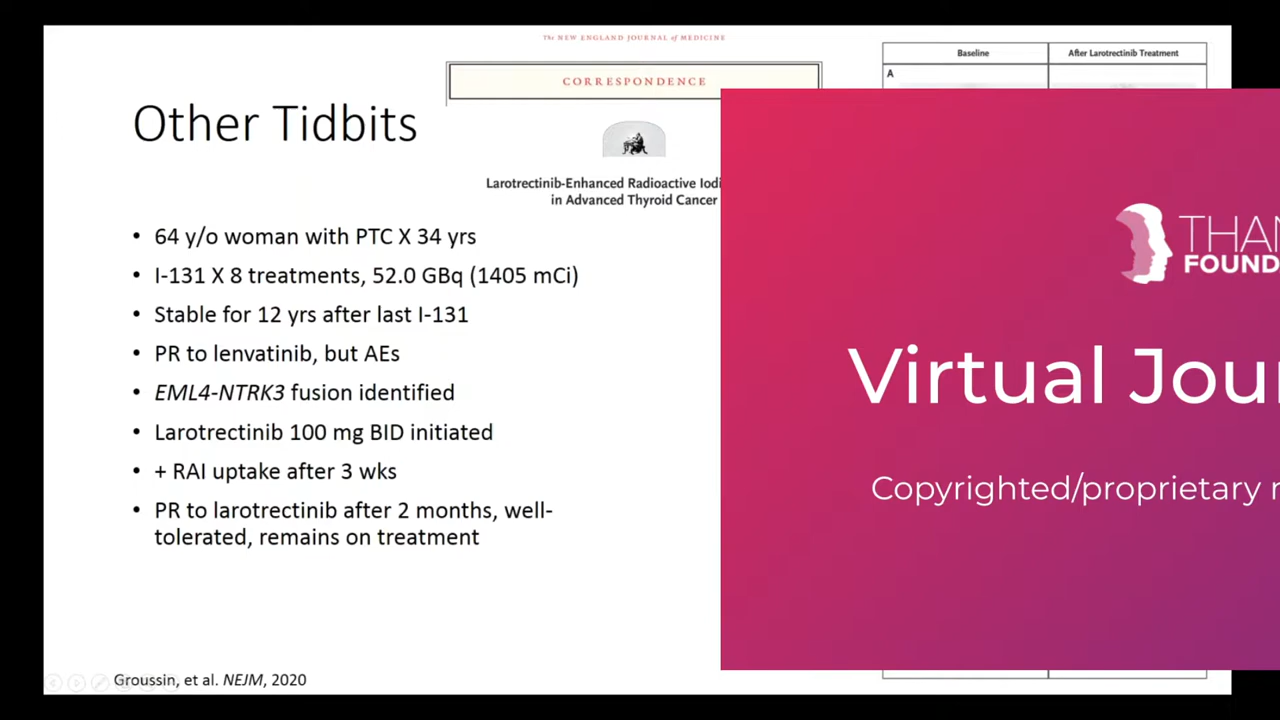 The NEW ENGLAND JOURNAL of MEDICINE
CORRESPONDENCE
Other Tidbits
Larotrectinib-Enhanced Radioactive
in Advanced Thyroid Cancer
• 64 y/o woman with PTC X 34 yrs
• I-131 X 8 treatments, 52.0 GBq (1405 mCi)
• Stable for 12 yrs after last I-131
• PR to lenvatinib, but AEs
• EML4-NTRK3 fusion identified
• Larotrectinib 100 mg BID initiated
• + RAI uptake after 3 wks
• PR to larotrectinib after 2 months, well-
tolerated, remains on treatment
Groussin, et al. NEJM, 2020
Baseline
After Larotrectinib Treatment
A
THAN
FOUND
Virtual Jour
Copyrighted/proprietary